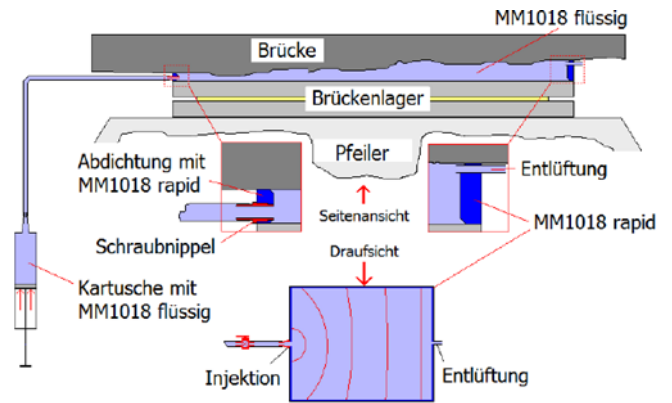 MM1018 flüssig
Brücke
Brückenlager
Pfeiler
Abdichtung mit
MM1018 rapid
Entlüftung
Schraubnippel
Seitenansicht
MM1018 rapid
Draufsicht
Kartusche mit
MM1018 flüssig
Injektion
Entlüftung